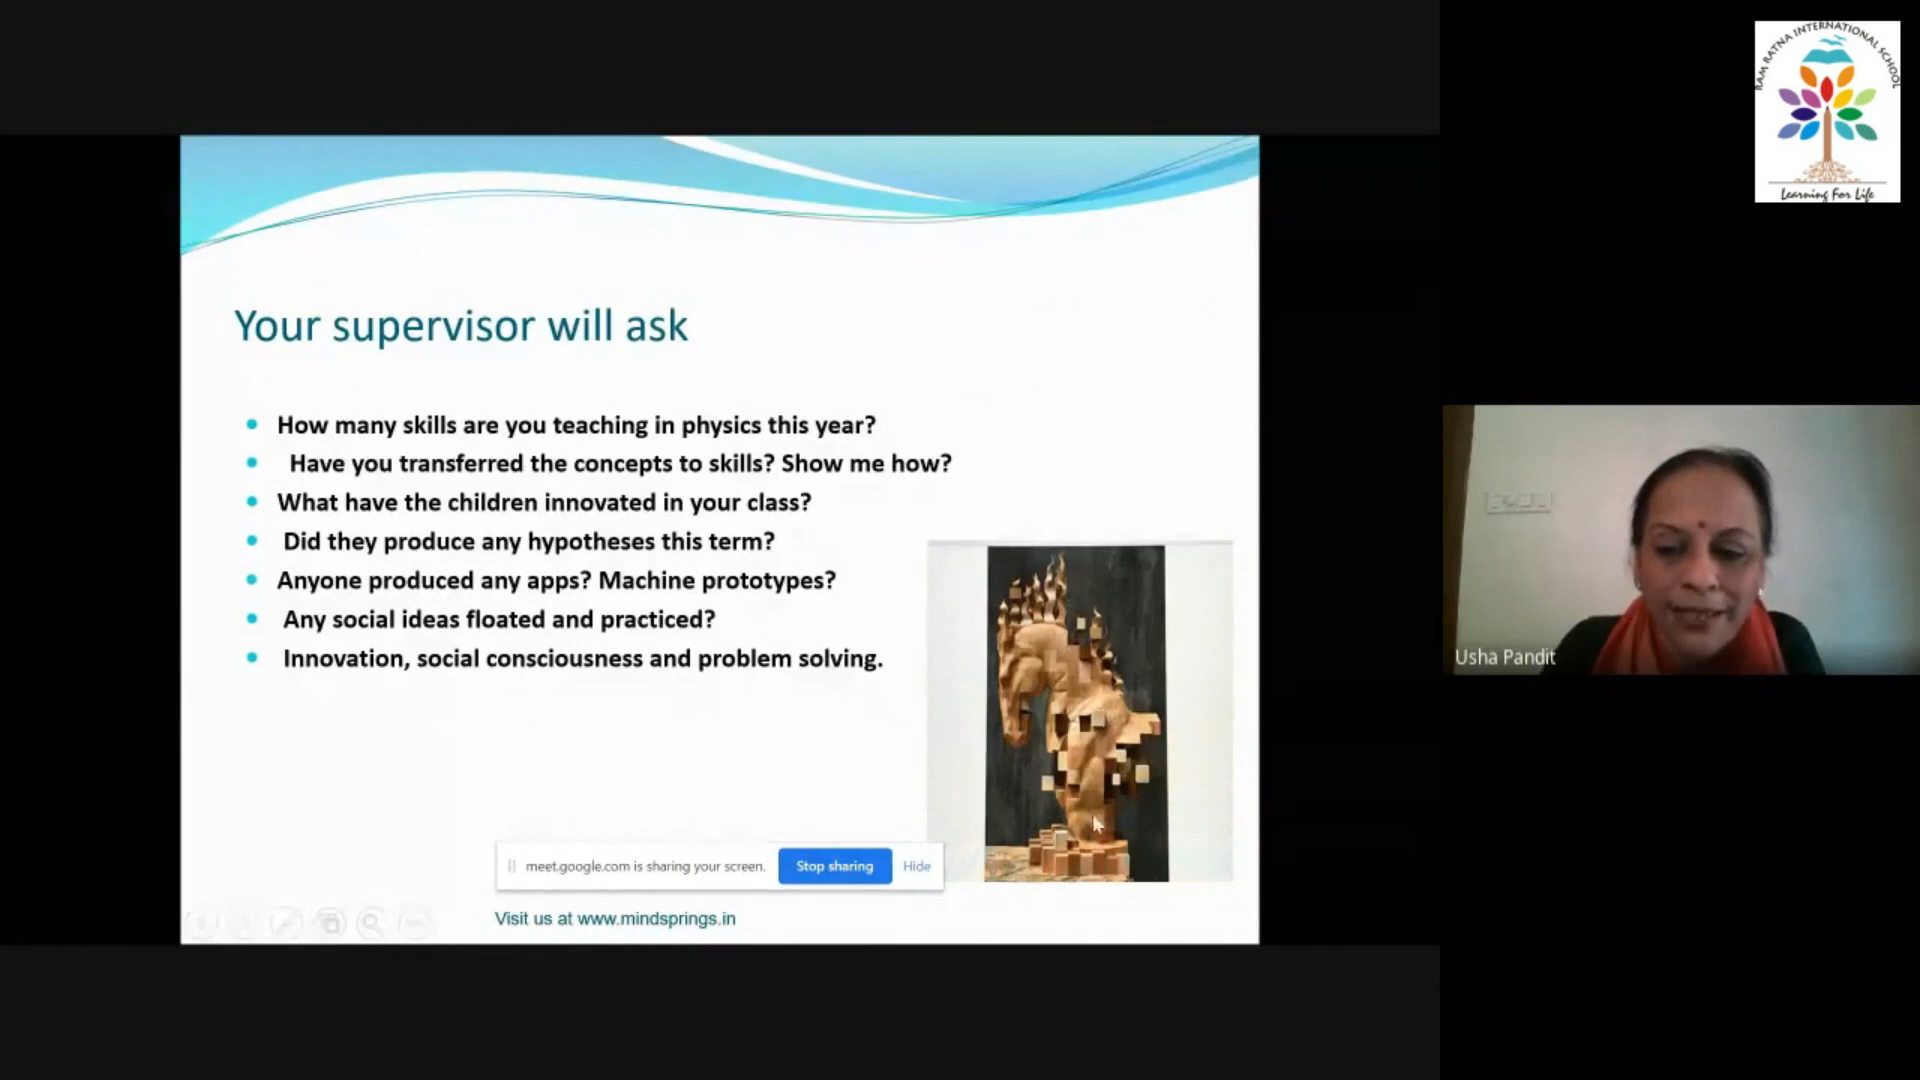 RAM RATNA INTERNATIONAL SCHOOL
Learning For Life
Your supervisor will ask
How many skills are you teaching in physics this year?
Have you transferred the concepts to skills? Show me how?
What have the children innovated in your class?
Did they produce any hypotheses this term?
Anyone produced any apps? Machine prototypes?
Any social ideas floated and practiced?
Innovation, social consciousness and problem solving.
Usha Pandit
meet.google.com is sharing your screen.
Stop sharing
Hide
Visit us at www.mindsprings.in